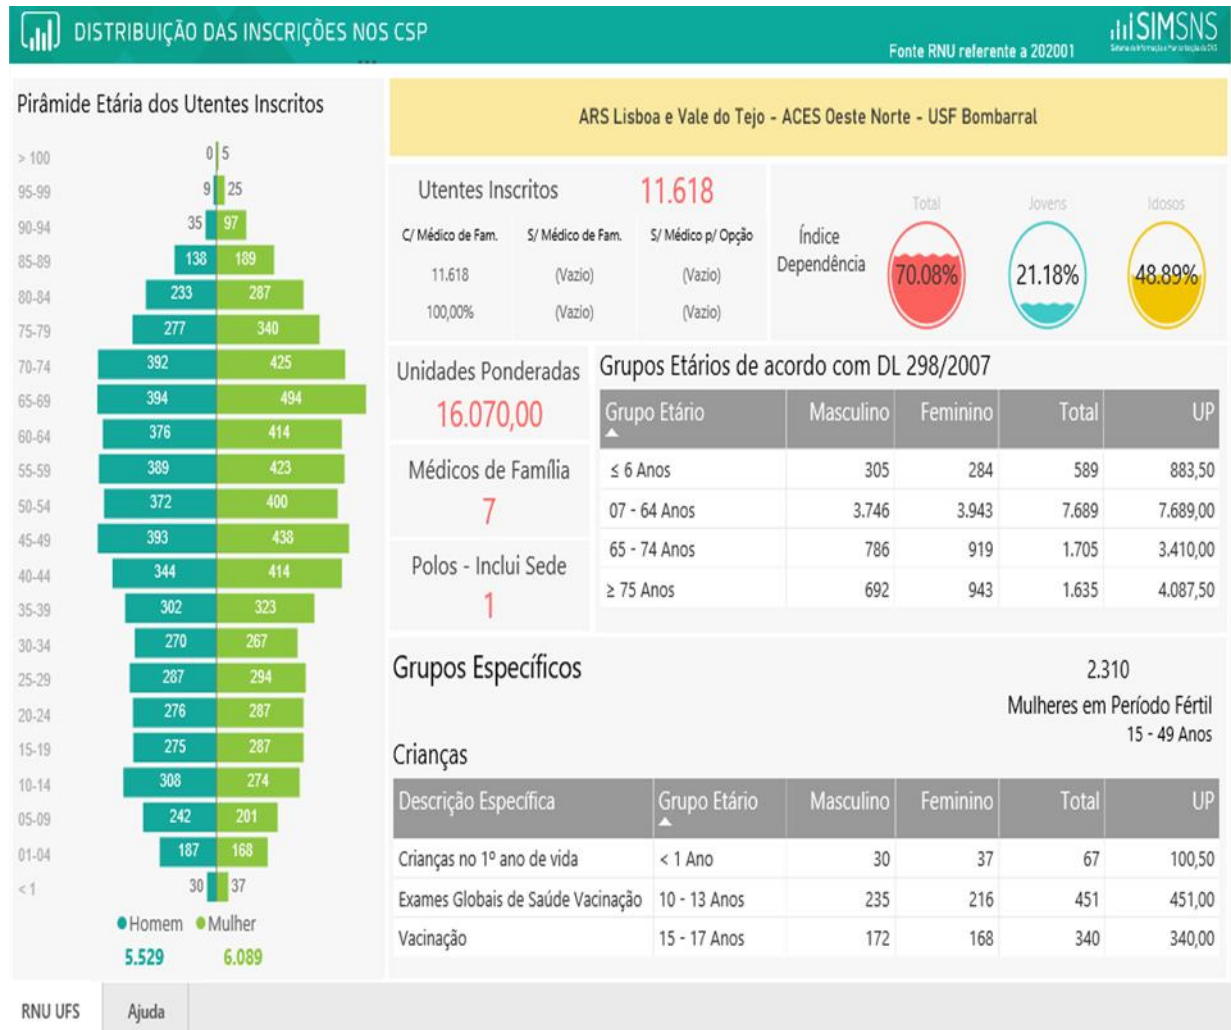 DISTRIBUIÇÃO DAS INSCRIÇÕES NOS CSP
Fonte RNU referente a 202001
SIMSNS
Pirâmide Etária dos Utentes Inscritos
> 100 0 5
95-99 9 25
90-94 35 97
85-89 138 189
80-84 233 287
75-79 277 340
70-74 392 425
65-69 394 494
60-64 376 414
55-59 389 423
50-54 372 400
45-49 393 438
40-44 344 414
35-39 302 323
30-34 270 267
25-29 287 294
20-24 276 287
15-19 275 287
10-14 308 274
05-09 242 201
01-04 187 168
< 1 30 37
Homem Mulher
5.529 6.089
ARS Lisboa e Vale do Tejo - ACES Oeste Norte - USF Bombarral
Utentes Inscritos 11.618
C/ Médico de Fam. S/ Médico de Fam. S/ Médico p/ Opção
11.618 (Vazio) (Vazio)
100,00% (Vazio) (Vazio)
Índice
Dependência
Total Jovens Idosos
70.08% 21.18% 48.89%
Unidades Ponderadas
16.070,00
Médicos de Família
7
Polos - Inclui Sede
1
Grupos Etários de acordo com DL 298/2007
Grupo Etário Masculino Feminino Total UP
≤ 6 Anos 305 284 589 883,50
07 - 64 Anos 3.746 3.943 7.689 7.689,00
65 - 74 Anos 786 919 1.705 3.410,00
≥ 75 Anos 692 943 1.635 4.087,50
Grupos Específicos
2.310
Mulheres em Período Fértil
15 - 49 Anos
Crianças
Descrição Específica Grupo Etário Masculino Feminino Total UP
Crianças no 1º ano de vida < 1 Ano 30 37 67 100,50
Exames Globais de Saúde Vacinação 10 - 13 Anos 235 216 451 451,00
Vacinação 15 - 17 Anos 172 168 340 340,00
RNU UFS Ajuda